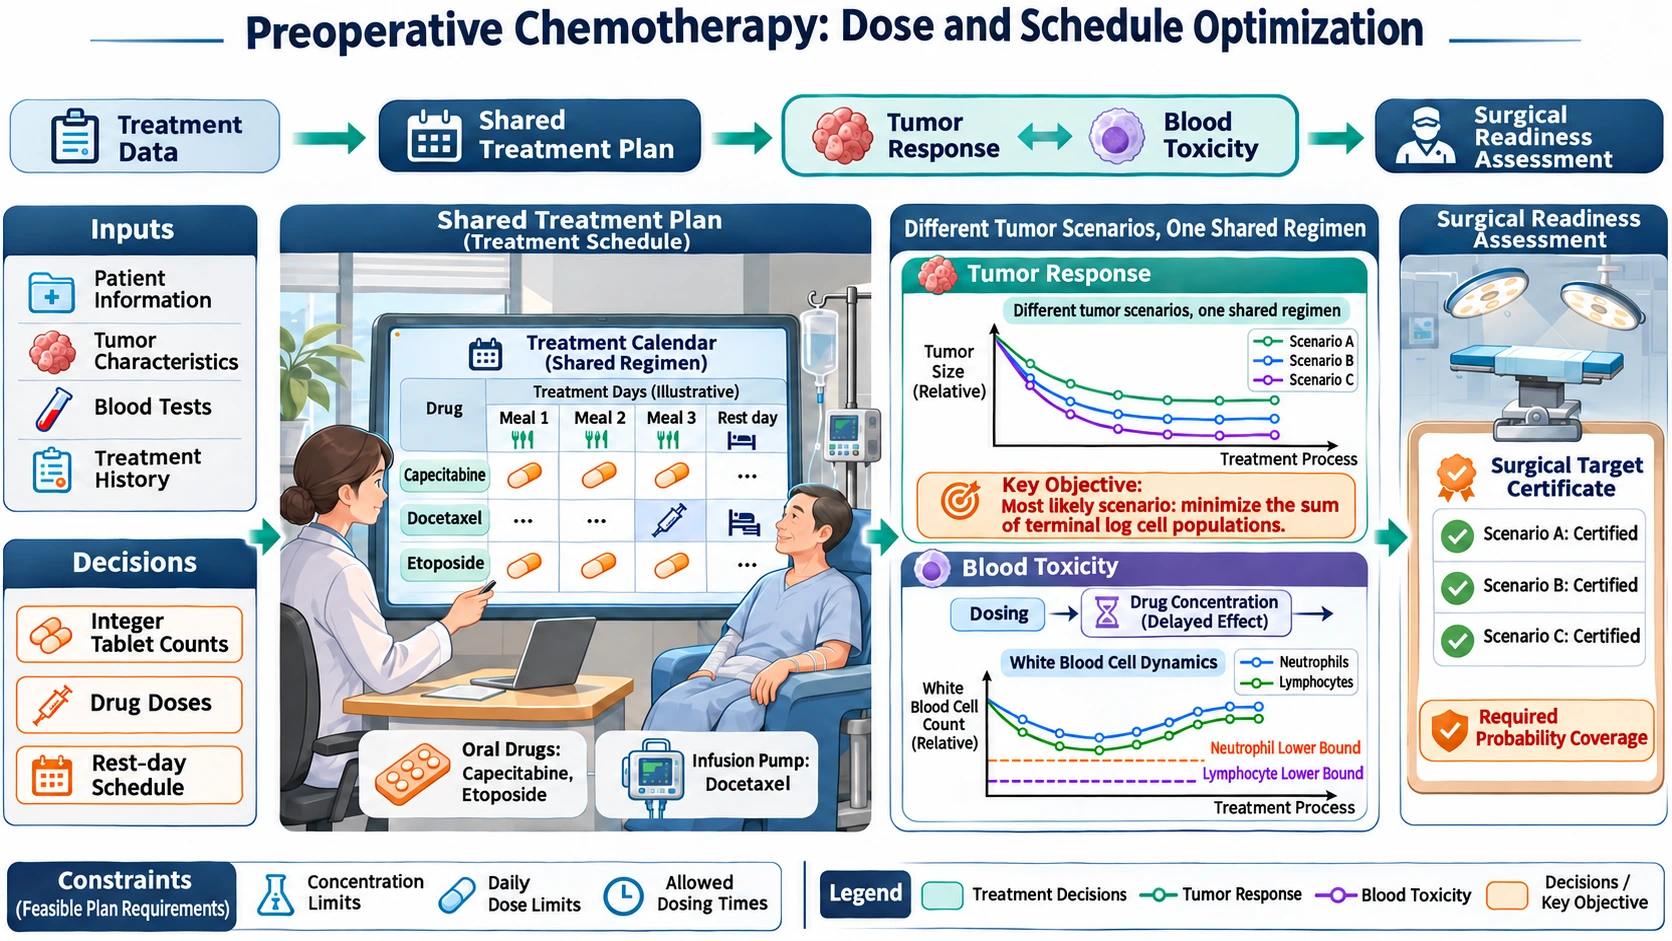 Preoperative Chemotherapy: Dose and Schedule Optimization
Treatment
Data
Shared
Treatment Plan
Tumor
Response
Blood
Toxicity
Surgical
Readiness
Assessment
Inputs
Patient
Information
Tumor
Characteristics
Blood Tests
Treatment
History
Decisions
Integer
Tablet Counts
Drug Doses
Rest-day
Schedule
Shared Treatment Plan
(Treatment Schedule)
Treatment Calendar
(Shared Regimen)
Drug
Treatment Days (Illustrative)
Meal 1
Meal 2
Meal 3
Rest day
Capecitabine
...
Docetaxel
...
...
Etoposide
...
Oral Drugs:
Capecitabine,
Etoposide
Infusion Pump:
Docetaxel
Different Tumor Scenarios, One Shared Regimen
Tumor Response
Different tumor scenarios, one shared regimen
Tumor
Size
(Relative)
Scenario A
Scenario B
Scenario C
Treatment Process
Key Objective:
Most likely scenario: minimize the sum
of terminal log cell populations.
Blood Toxicity
Dosing
Drug Concentration
(Delayed Effect)
White Blood Cell Dynamics
Neutrophils
Lymphocytes
White
Blood Cell
Count
(Relative)
Neutrophil Lower Bound
Lymphocyte Lower Bound
Treatment Process
Surgical Readiness
Assessment
Surgical Target
Certificate
Scenario A: Certified
Scenario B: Certified
Scenario C: Certified
Required
Probability Coverage
Constraints
(Feasible Plan Requirements)
Concentration
Limits
Daily
Dose Limits
Allowed
Dosing Times
Legend
Treatment Decisions
Tumor Response
Blood Toxicity
Decisions /
Key Objective